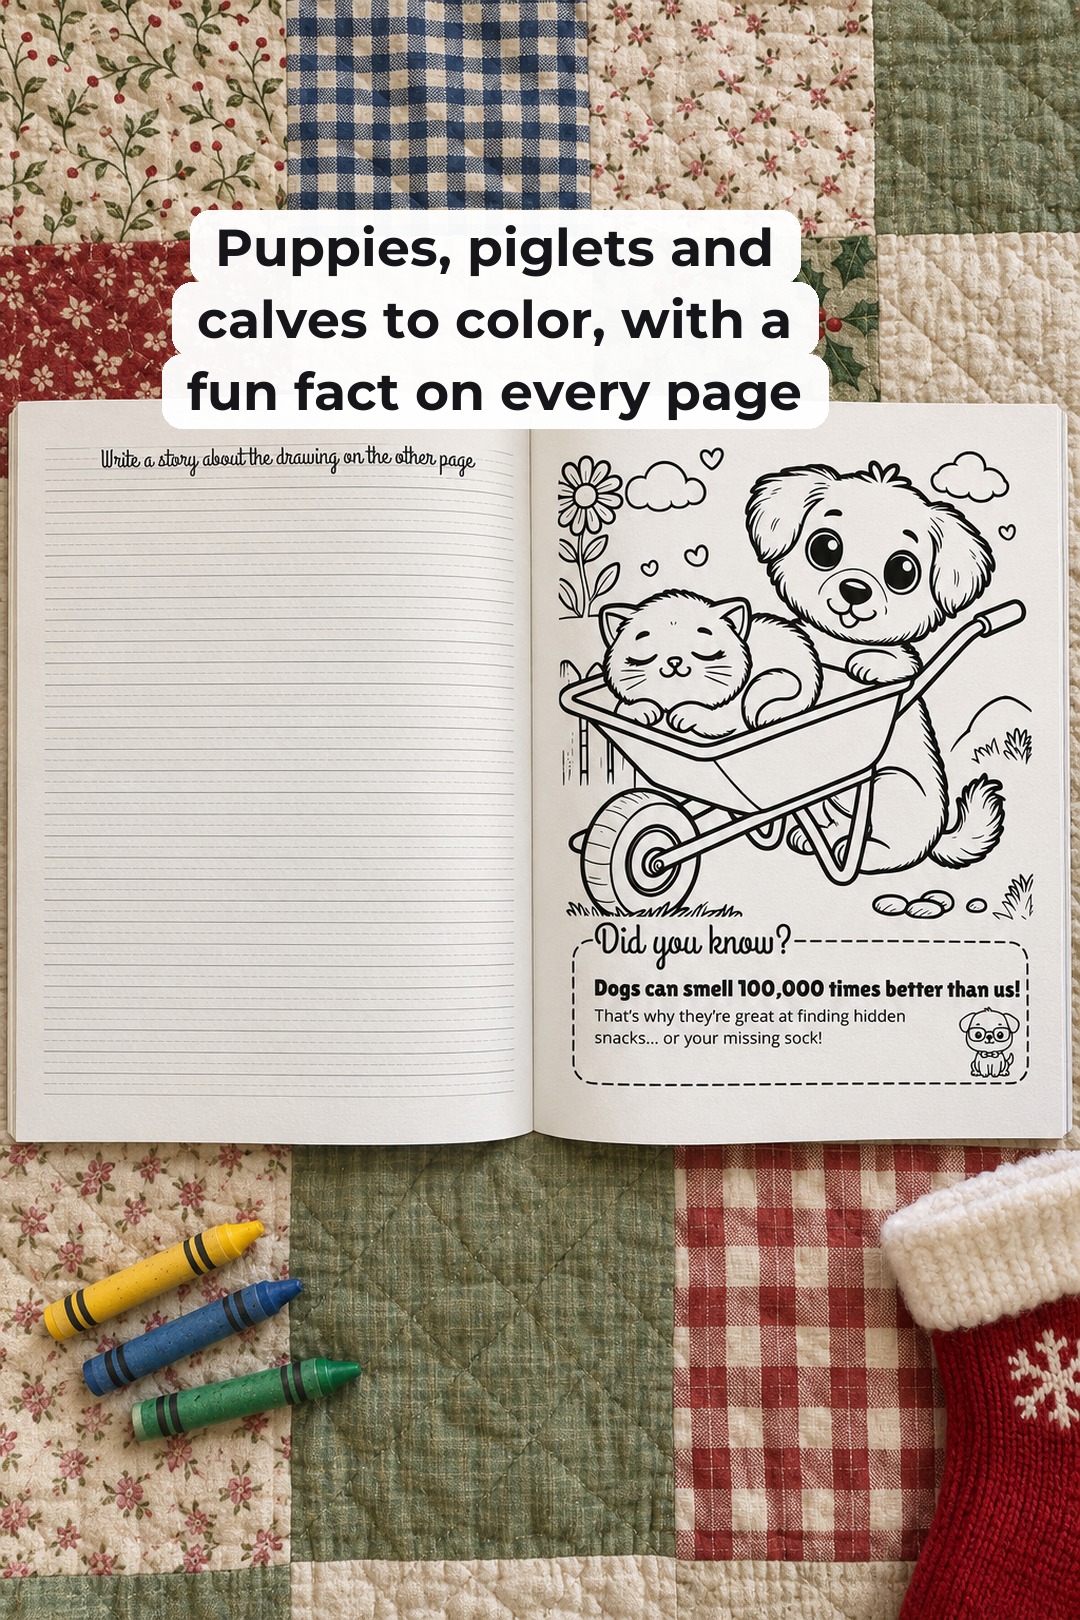 Puppies, piglets and
calves to color, with a
fun fact on every page
Write a story about the drawing on the other page
Did you know?
Dogs can smell 100,000 times better than us!
That's why they're great at finding hidden
snacks... or your missing sock!